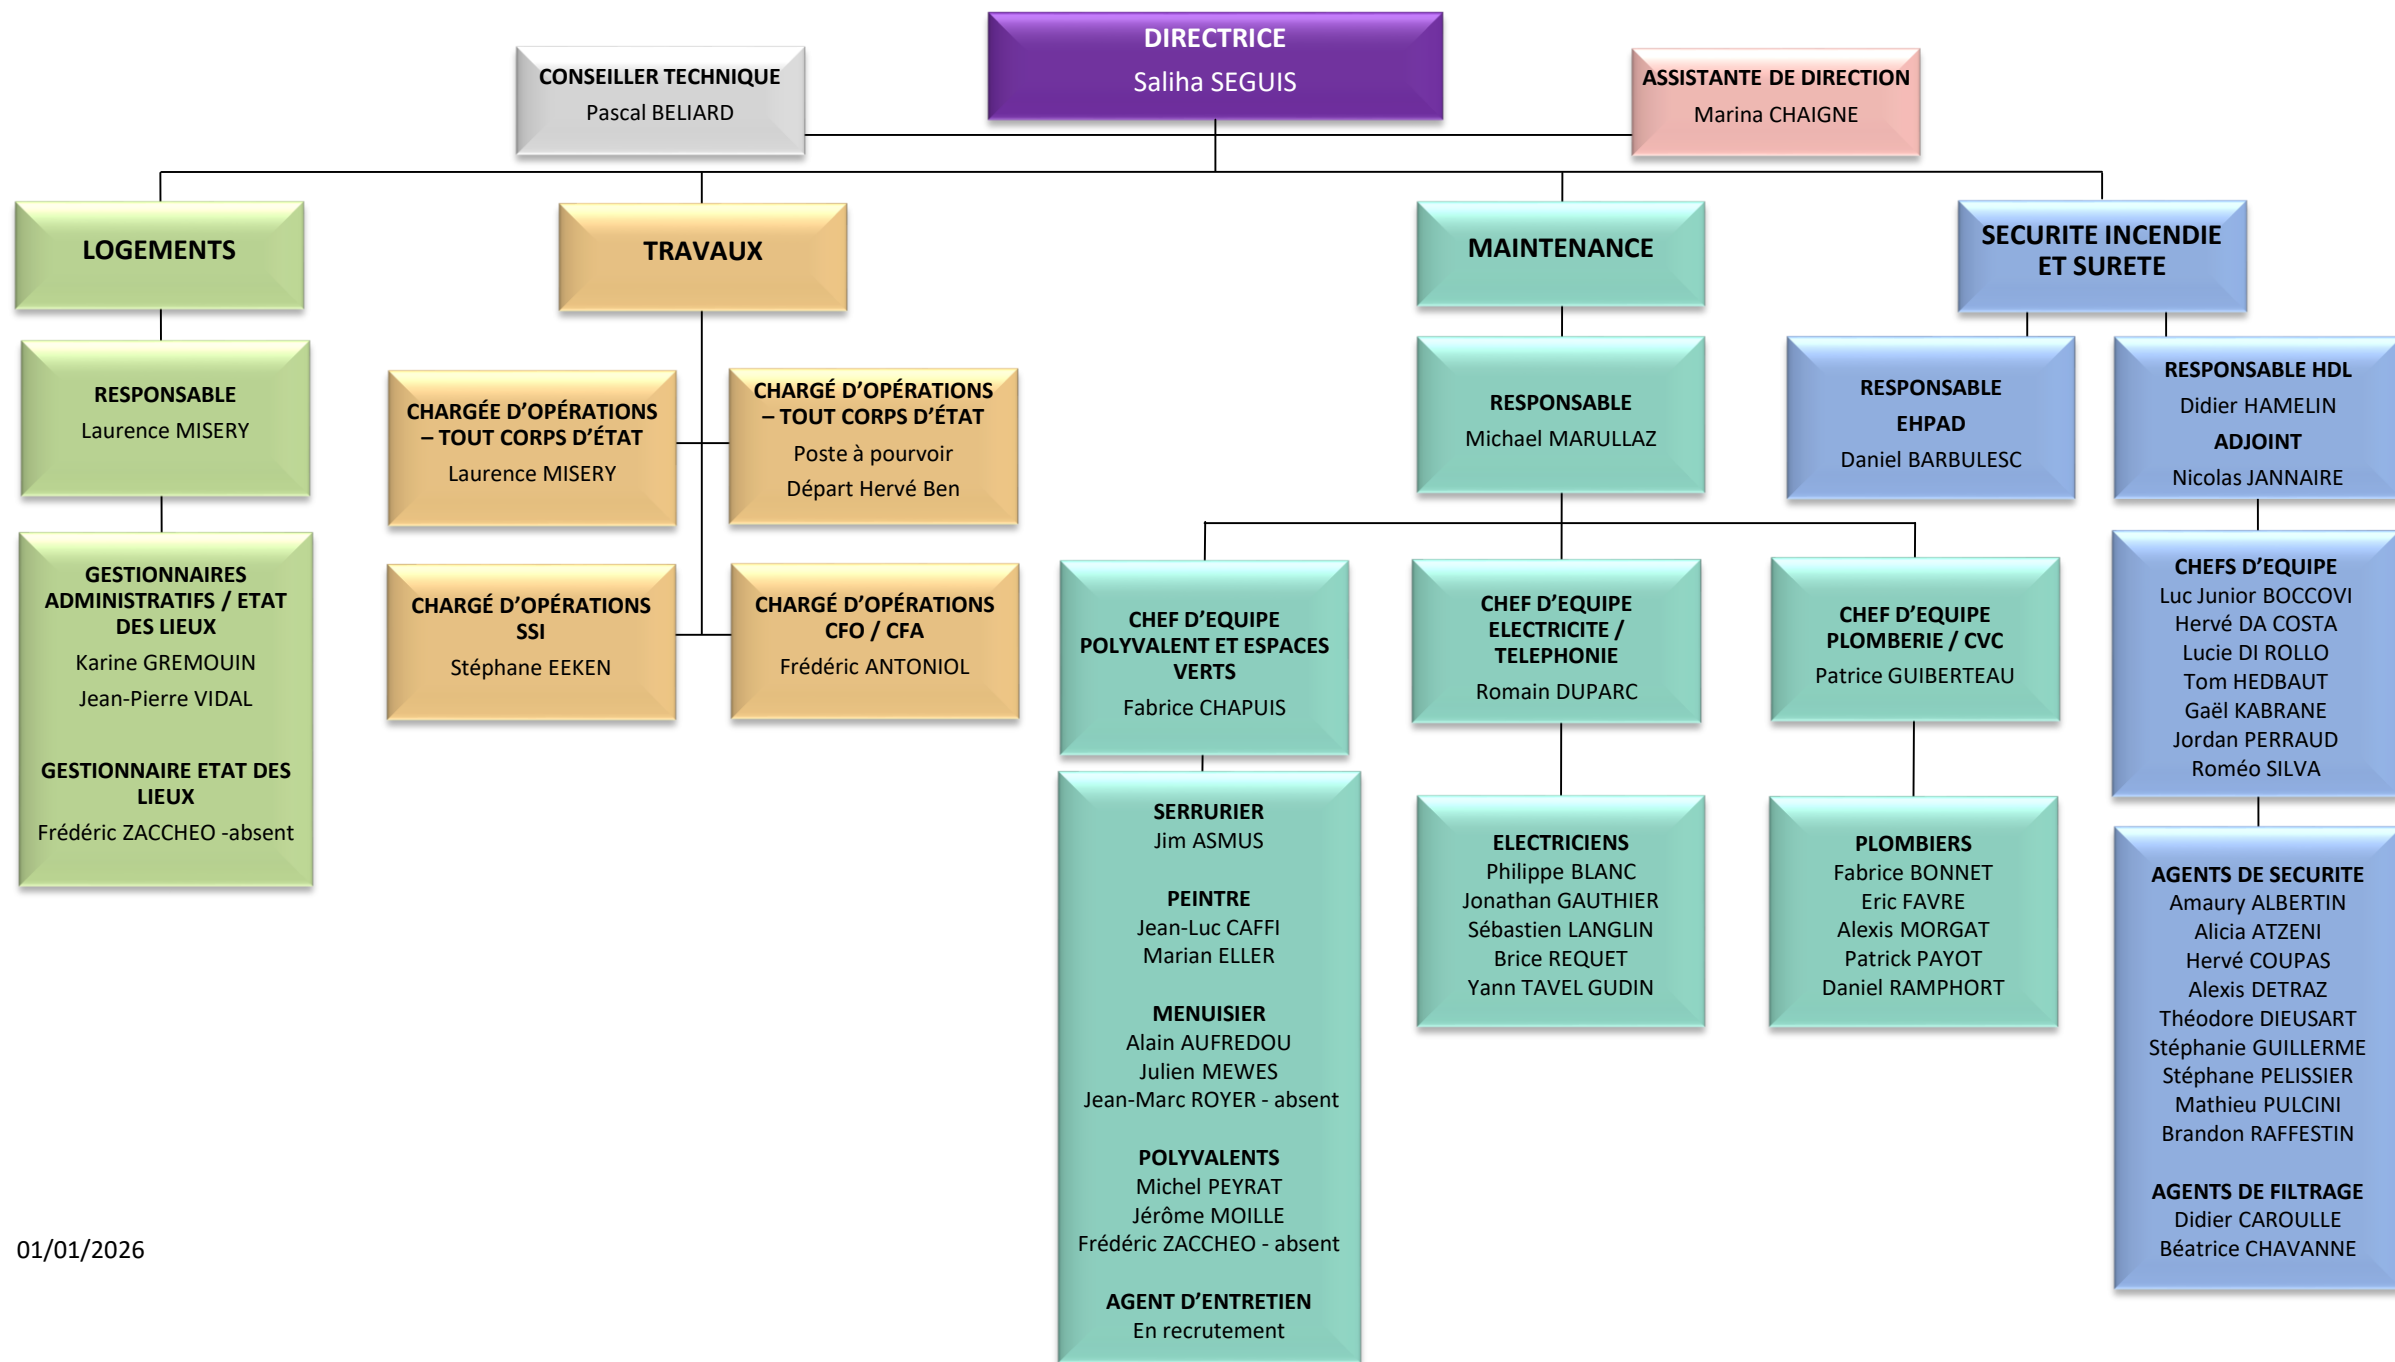 DIRECTRICE
Saliha SEGUIS
CONSEILLER TECHNIQUE
Pascal BELIARD
ASSISTANTE DE DIRECTION
Marina CHAIGNE
LOGEMENTS
RESPONSABLE
Laurence MISERY
GESTIONNAIRES
ADMINISTRATIFS / ETAT
DES LIEUX
Karine GREMOUIN
Jean-Pierre VIDAL
GESTIONNAIRE ETAT DES
LIEUX
Frédéric ZACCHEO -absent
TRAVAUX
CHARGÉE D’OPÉRATIONS
– TOUT CORPS D’ÉTAT
Laurence MISERY
CHARGÉ D’OPÉRATIONS
– TOUT CORPS D’ÉTAT
Poste à pourvoir
Départ Hervé Ben
CHARGÉ D’OPÉRATIONS
SSI
Stéphane EEKEN
CHARGÉ D’OPÉRATIONS
CFO / CFA
Frédéric ANTONIOL
MAINTENANCE
RESPONSABLE
Michael MARULLAZ
CHEF D’EQUIPE
POLYVALENT ET ESPACES
VERTS
Fabrice CHAPUIS
SERRURIER
Jim ASMUS
PEINTRE
Jean-Luc CAFFI
Marian ELLER
MENUISIER
Alain AUFREDOU
Julien MEWES
Jean-Marc ROYER - absent
POLYVALENTS
Michel PEYRAT
Jérôme MOILLE
Frédéric ZACCHEO - absent
AGENT D’ENTRETIEN
En recrutement
CHEF D’EQUIPE
ELECTRICITE /
TELEPHONIE
Romain DUPARC
ELECTRICIENS
Philippe BLANC
Jonathan GAUTHIER
Sébastien LANGLIN
Brice REQUET
Yann TAVEL GUDIN
CHEF D’EQUIPE
PLOMBERIE / CVC
Patrice GUIBERTEAU
PLOMBIERS
Fabrice BONNET
Eric FAVRE
Alexis MORGAT
Patrick PAYOT
Daniel RAMPHORT
SECURITE INCENDIE
ET SURETE
RESPONSABLE
EHPAD
Daniel BARBULESC
RESPONSABLE HDL
Didier HAMELIN
ADJOINT
Nicolas JANNAIRE
CHEFS D’EQUIPE
Luc Junior BOCCOVI
Hervé DA COSTA
Lucie DI ROLLO
Tom HEDBAUT
Gaël KABRANE
Jordan PERRAUD
Roméo SILVA
AGENTS DE SECURITE
Amaury ALBERTIN
Alicia ATZENI
Hervé COUPAS
Alexis DETRAZ
Théodore DIEUSART
Stéphanie GUILLERME
Stéphane PELISSIER
Mathieu PULCINI
Brandon RAFFESTIN
AGENTS DE FILTRAGE
Didier CAROULLE
Béatrice CHAVANNE
01/01/2026